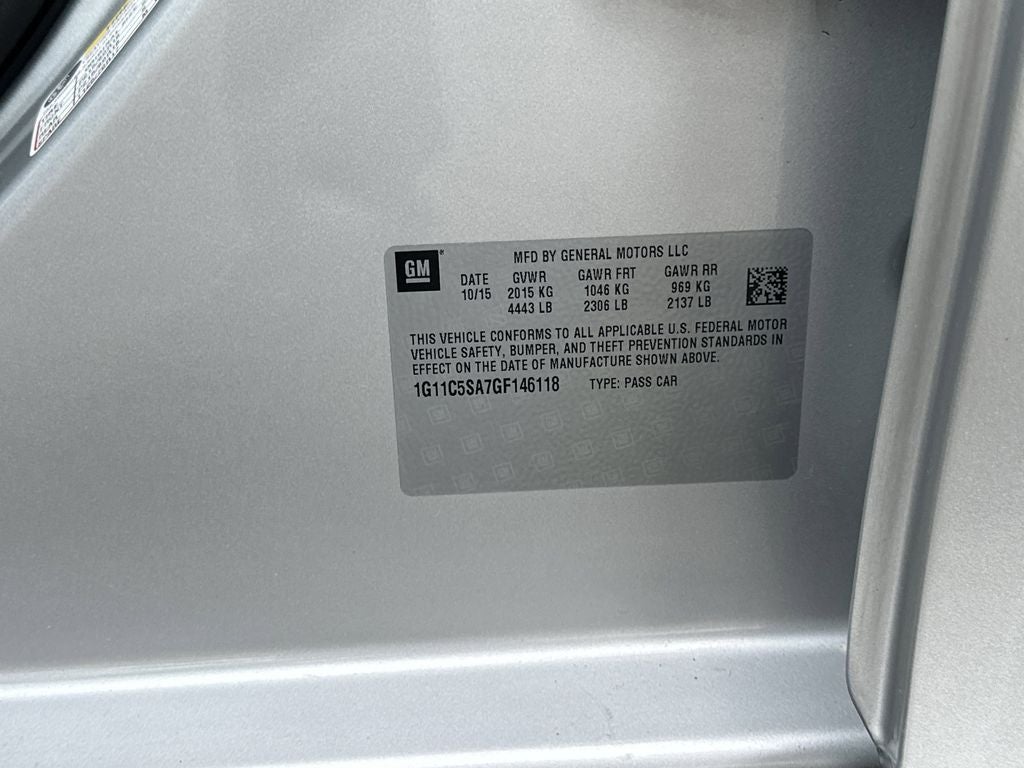 GM
MFD BY GENERAL MOTORS LLC
DATE GVWR GAWR FRT GAWR RR
10/15 2015 KG 1046 KG 969 KG
4443 LB 2306 LB 2137 LB
THIS VEHICLE CONFORMS TO ALL APPLICABLE U.S. FEDERAL MOTOR
VEHICLE SAFETY, BUMPER, AND THEFT PREVENTION STANDARDS IN
EFFECT ON THE DATE OF MANUFACTURE SHOWN ABOVE.
1G11C5SA7GF146118 TYPE: PASS CAR